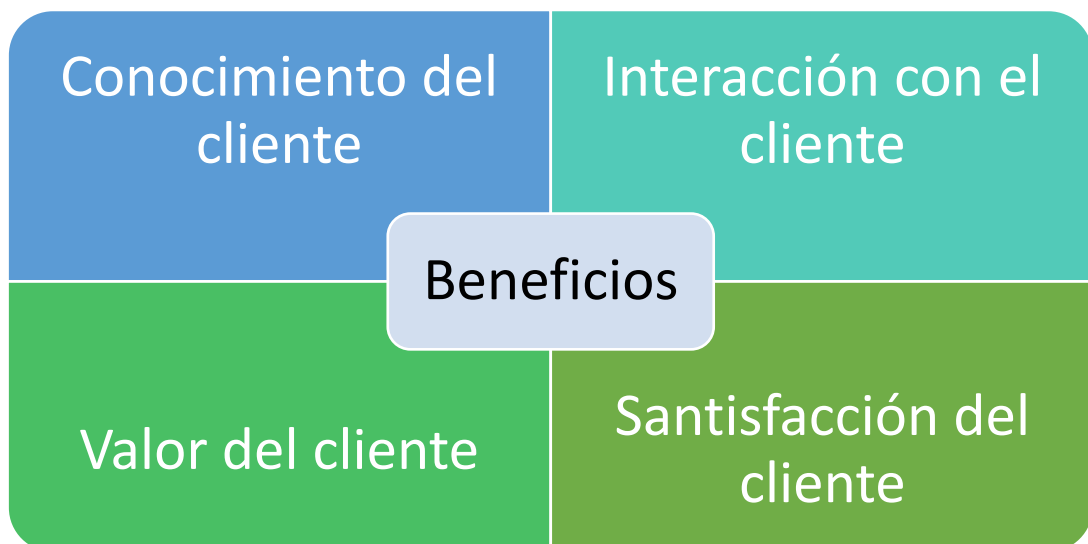 Conocimiento del
cliente
Interacción con el
cliente
Beneficios
Valor del cliente
Santisfacción del
cliente